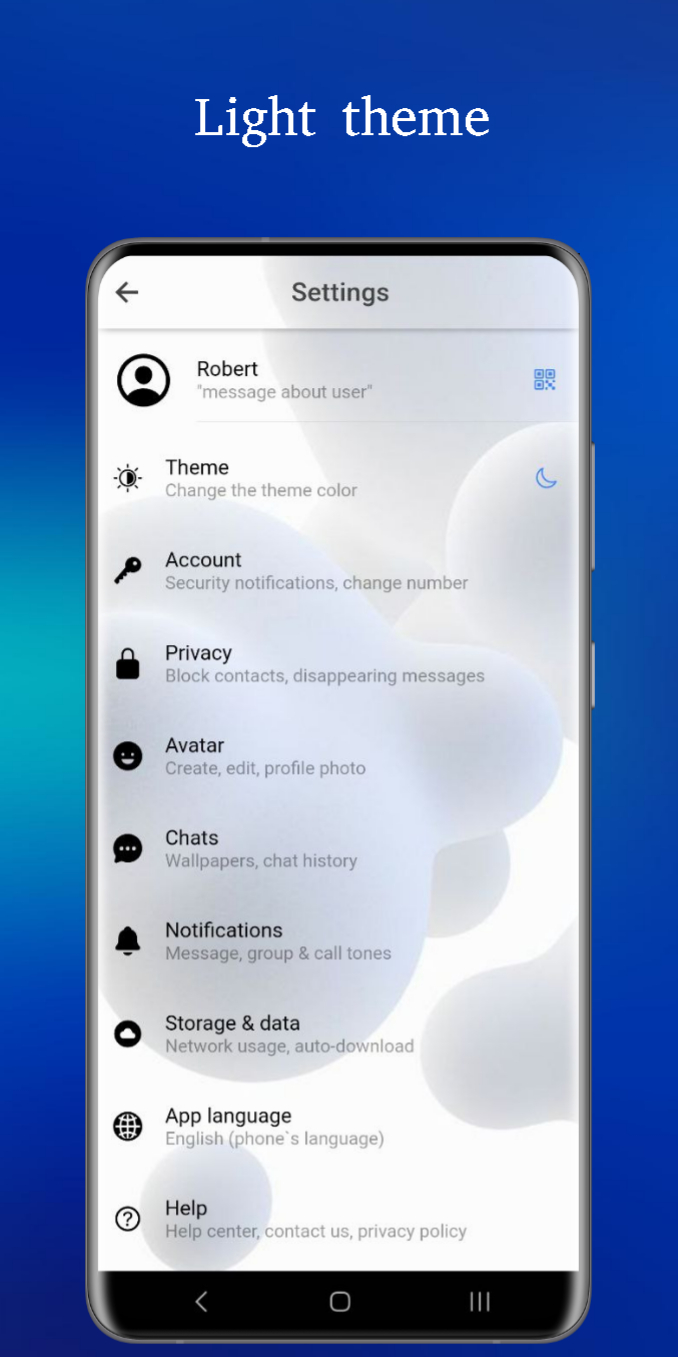 Light theme
Settings
Robert
"message about user"
Theme
Change the theme color
Account
Security notifications, change number
Privacy
Block contacts, disappearing messages
Avatar
Create, edit, profile photo
Chats
Wallpapers, chat history
Notifications
Message, group & call tones
Storage & data
Network usage, auto-download
App language
English (phone`s language)
Help
Help center, contact us, privacy policy